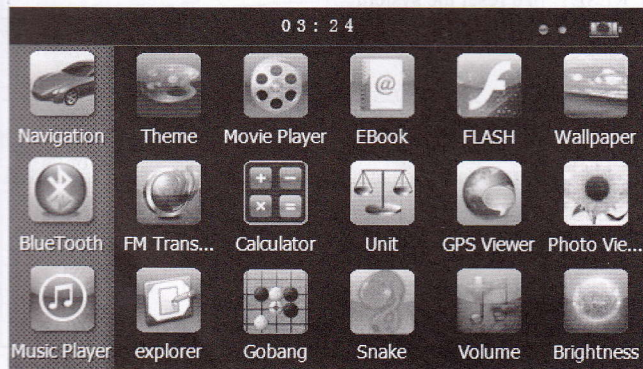 03:24
Navigation Theme Movie Player EBook FLASH Wallpaper
BlueTooth FM Trans... Calculator Unit GPS Viewer Photo Vie...
Music Player explorer Gobang Snake Volume Brightness